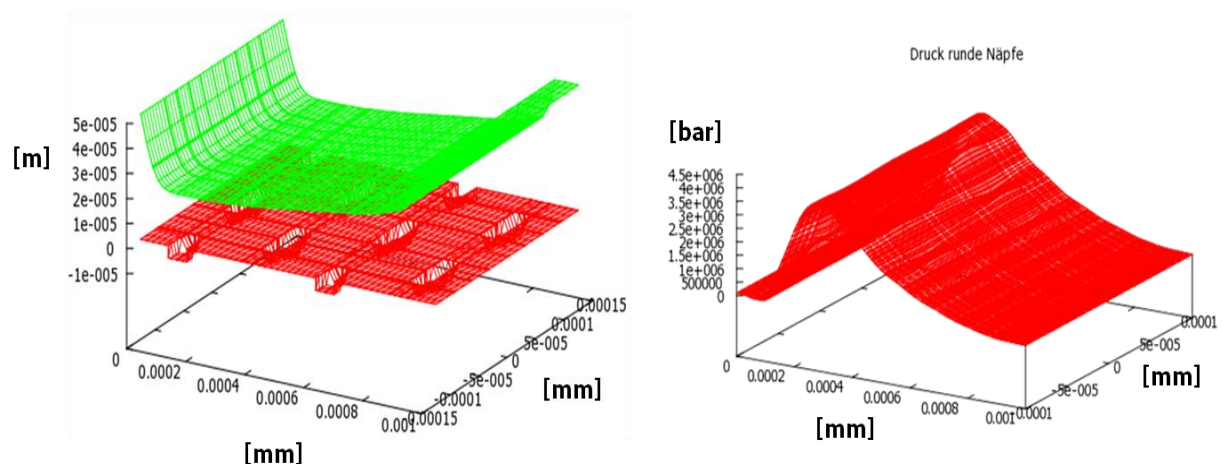 [m]
5e-005
4e-005
3e-005
2e-005
1e-005
0
-1e-005
0
0.0002
0.0004
0.0006
0.0008
0.001
[mm]
0.00015
0.0001
5e-005
0
-5e-005
-0.0001
-0.00015
[mm]
Druck runde Näpfe
[bar]
4.5e+006
4e+006
3.5e+006
3e+006
2.5e+006
2e+006
1.5e+006
1e+006
500000
0
0
0.0002
0.0004
0.0006
0.0008
0.001
[mm]
0.0001
5e-005
0
-5e-005
-0.0001
[mm]